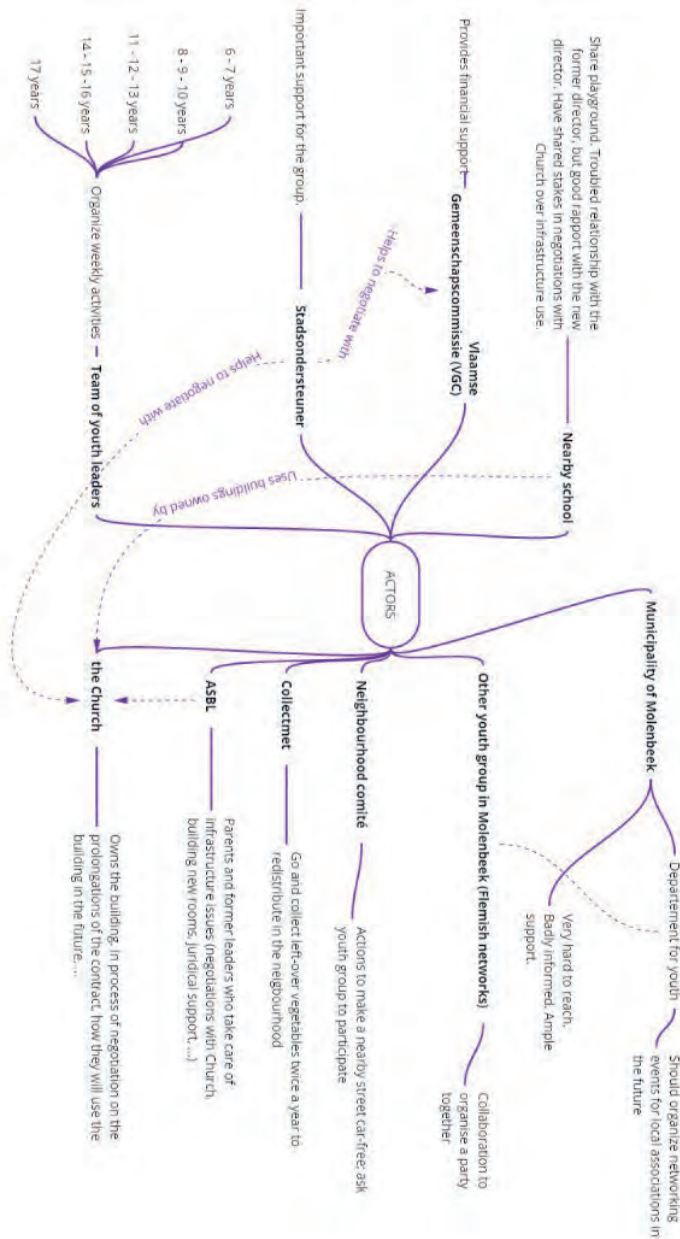 ACTORS
Nearby school
Share playground. Troubled relationship with the
former director, but good rapport with the new
director. Have shared stakes in negotiations with
Church over infrastructure use.
Vlaamse
Gemeenschapscommissie (VGC)
Provides financial support
Stadsondersteuner
Important support for the group.
Team of youth leaders
Organize weekly activities
6 - 7 years
8 - 9 - 10 years
11 - 12 - 13 years
14 - 15 -16 years
17 years
Helps to negotiate with
Helps to negotiate with
Uses buildings owned by
Municipality of Molenbeek
Departement for youth
Should organize networking
events for local associations in
the future
Very hard to reach.
Badly informed. Ample
support.
Other youth group in Molenbeek (Flemish networks)
Collaboration to
organise a party
together
Neighbourhood comité
Actions to make a nearby street car-free; ask
youth group to participate
Collectmet
Go and collect left-over vegetables twice a year to
redistribute in the neigbourhood
ASBL
Parents and former leaders who take care of
infrastructure issues (negotiations with Church,
building new rooms, juridical support, ...)
the Church
Owns the building. In process of negotiation on the
prolongations of the contract, how they will use the
building in the future, ...